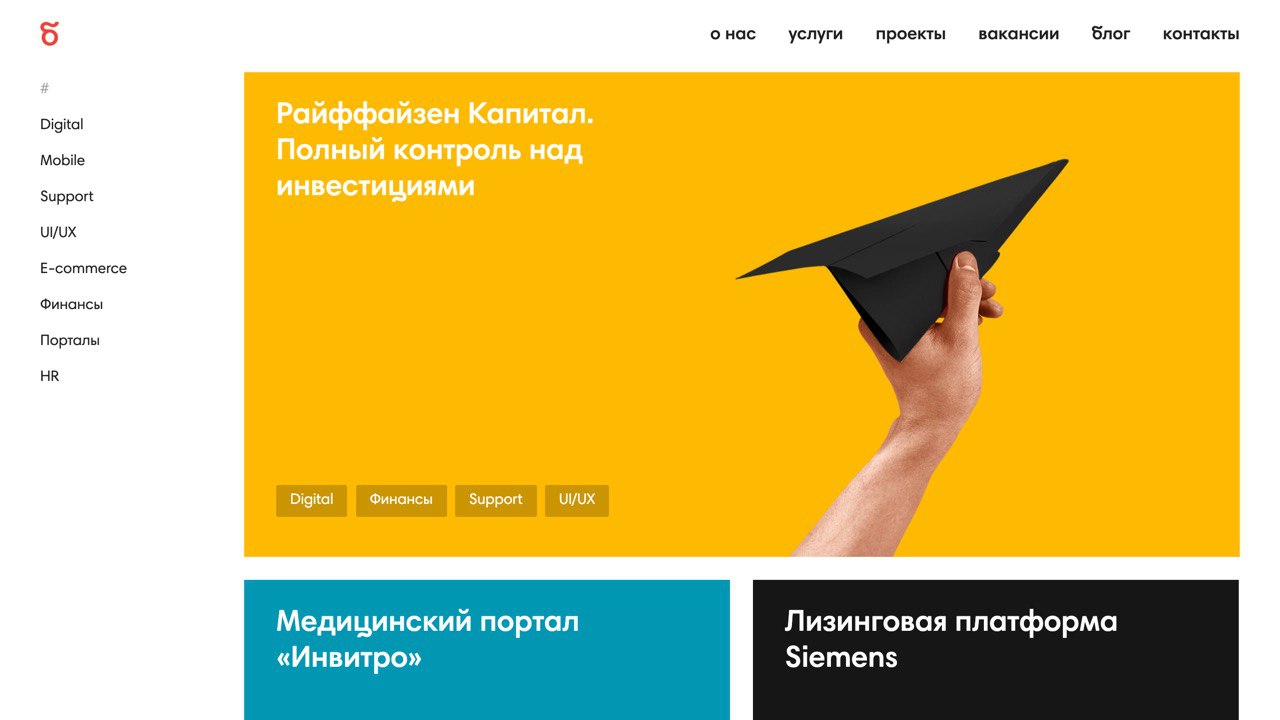 б
о нас услуги проекты вакансии блог контакты
#
Digital
Mobile
Support
UI/UX
E-commerce
Финансы
Порталы
HR
Райффайзен Капитал.
Полный контроль над
инвестициями
Digital Финансы Support UI/UX
Медицинский портал
«Инвитро»
Лизинговая платформа
Siemens